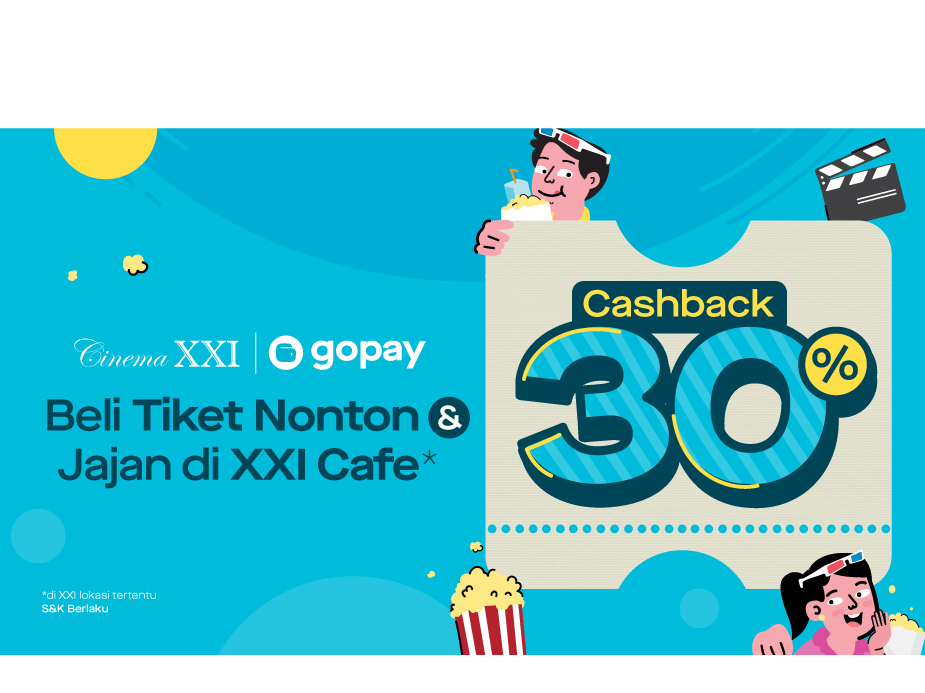 Cinema XXI | gopay
Beli Tiket Nonton &
Jajan di XXI Cafe*
*di XXI lokasi tertentu
S&K Berlaku
Cashback
30%